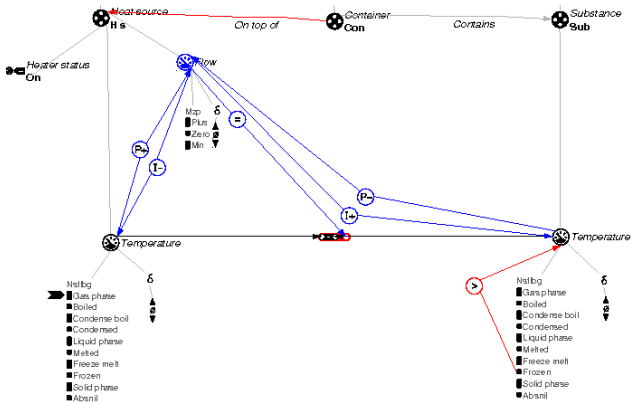 Heat source
Hs
On top of
Container
Con
Contains
Substance
Sub
Heater status
On
Flow
Mzp
Plus
Zero
Min
δ
ø
=
P+
I-
P-
I+
Temperature
Nsflbg
Gas phase
Boiled
Condense boil
Condensed
Liquid phase
Melted
Freeze melt
Frozen
Solid phase
Absnil
δ
ø
>
Temperature
Nsflbg
Gas phase
Boiled
Condense boil
Condensed
Liquid phase
Melted
Freeze melt
Frozen
Solid phase
Absnil
δ
ø